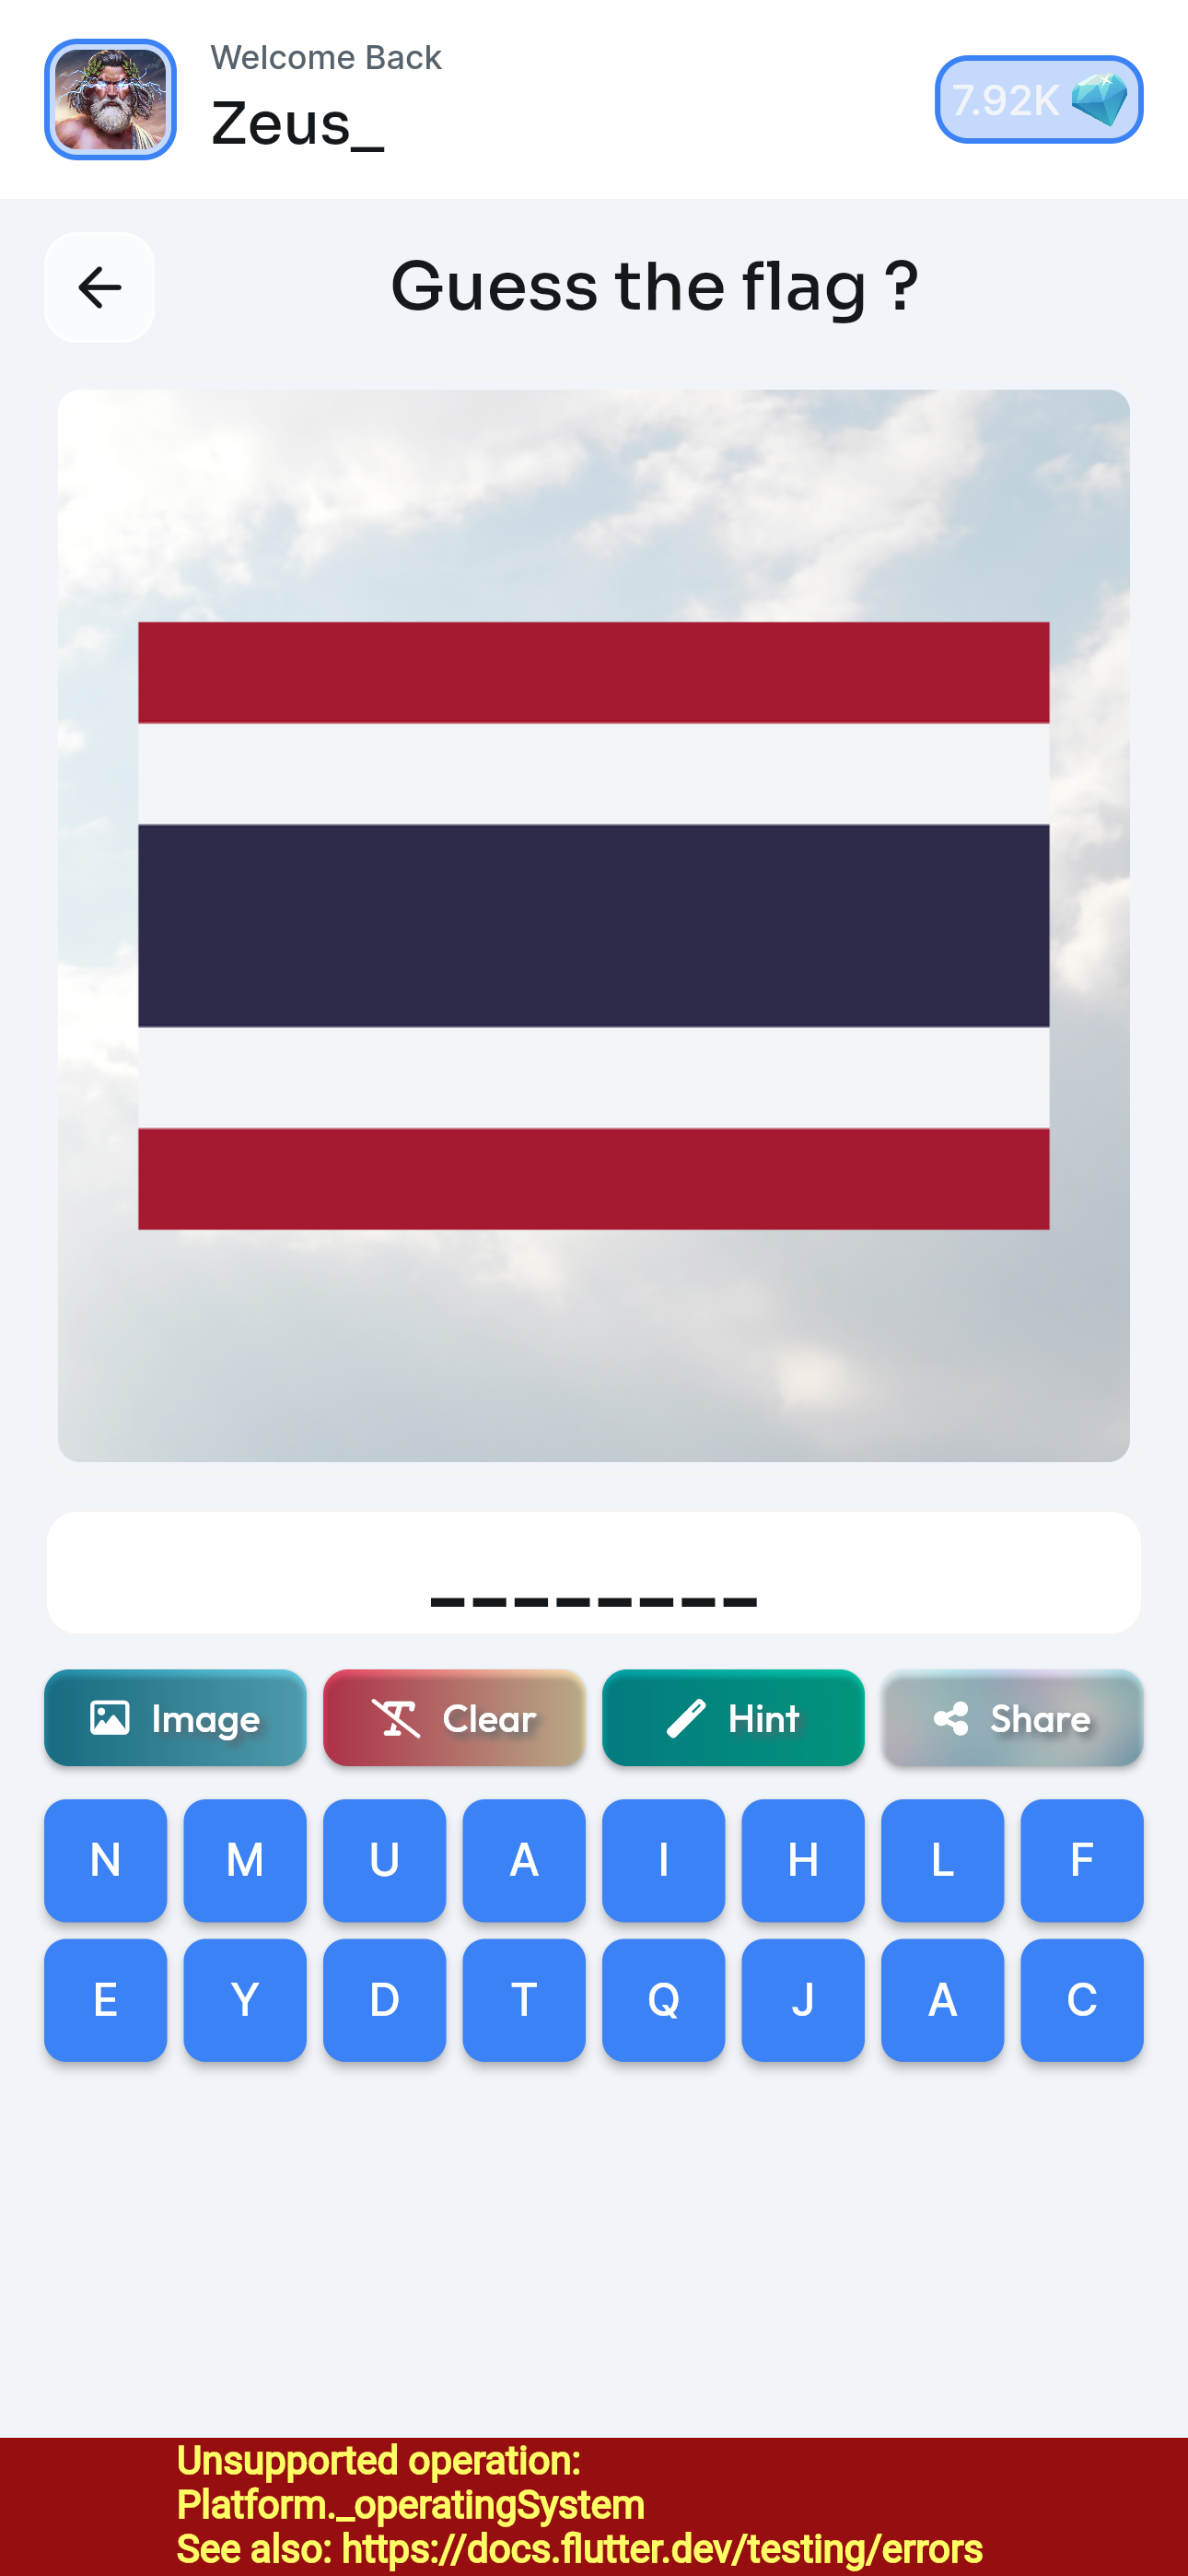 Welcome Back
Zeus_
7.92K
Guess the flag ?
________
Image Clear Hint Share
N M U A I H L F
E Y D T Q J A C
Unsupported operation:
Platform._operatingSystem
See also: https://docs.flutter.dev/testing/errors